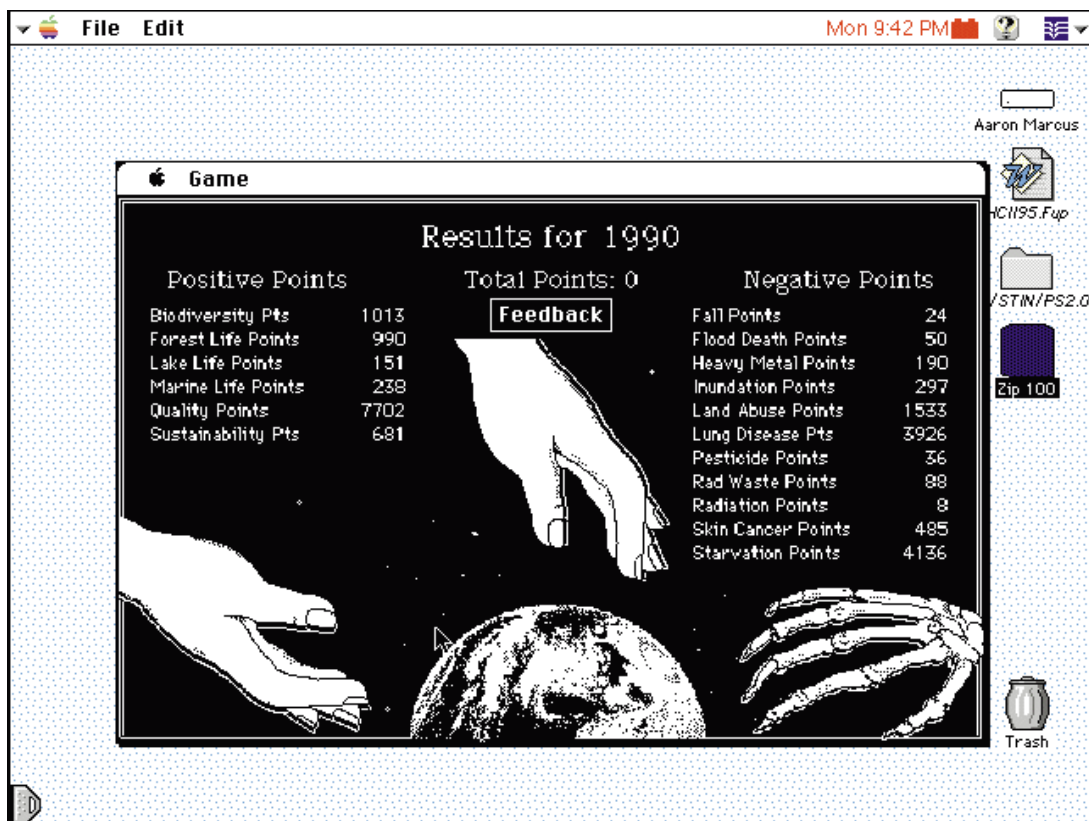 File Edit Mon 9:42 PM
Aaron Marcus
HCII95.Fup
/STIN/PS2.0
Zip 100
Trash
Game
Results for 1990
Total Points: 0
Feedback
Positive Points
Biodiversity Pts 1013
Forest Life Points 990
Lake Life Points 151
Marine Life Points 238
Quality Points 7702
Sustainability Pts 681
Negative Points
Fall Points 24
Flood Death Points 50
Heavy Metal Points 190
Inundation Points 297
Land Abuse Points 1533
Lung Disease Pts 3926
Pesticide Points 36
Rad Waste Points 88
Radiation Points 8
Skin Cancer Points 485
Starvation Points 4136